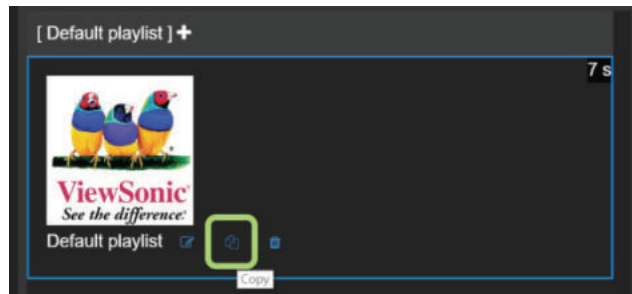 [ Default playlist ] +
7 s
ViewSonic®
See the difference.®
Default playlist
Copy